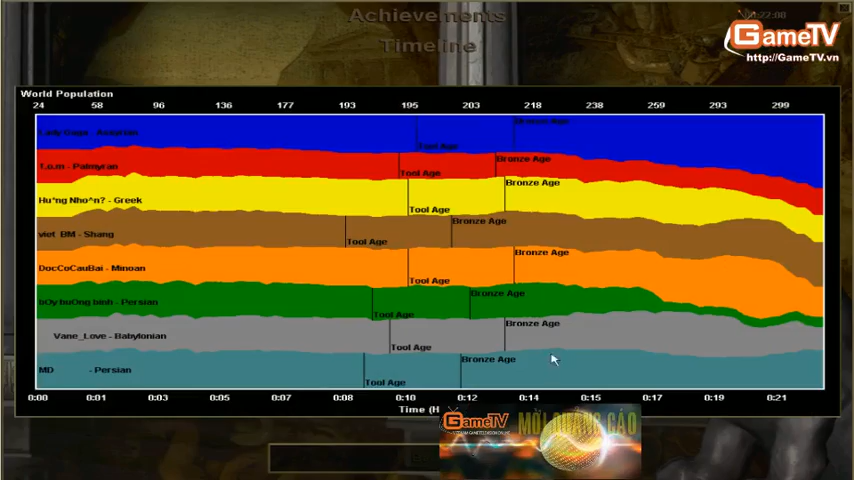 Achievements
Timeline
GameTV
http://GameTV.vn
World Population
24 58 96 136 177 193 195 203 218 238 259 293 299
Lady Gaga - Assyrian
Bronze Age
Tool Age
T.o.m - Palmyran
Bronze Age
Tool Age
Hu*ng Nho^n? - Greek
Bronze Age
Tool Age
viet BM - Shang
Bronze Age
Tool Age
DocCoCauBai - Minoan
Bronze Age
Tool Age
bOy buOng binh - Persian
Bronze Age
Tool Age
Vane_Love - Babylonian
Bronze Age
Tool Age
MD - Persian
Bronze Age
Tool Age
0:00 0:01 0:03 0:05 0:07 0:08 0:10 0:12 0:14 0:15 0:17 0:19 0:21
Time (H
GameTV
MỜI QUẢNG CÁO